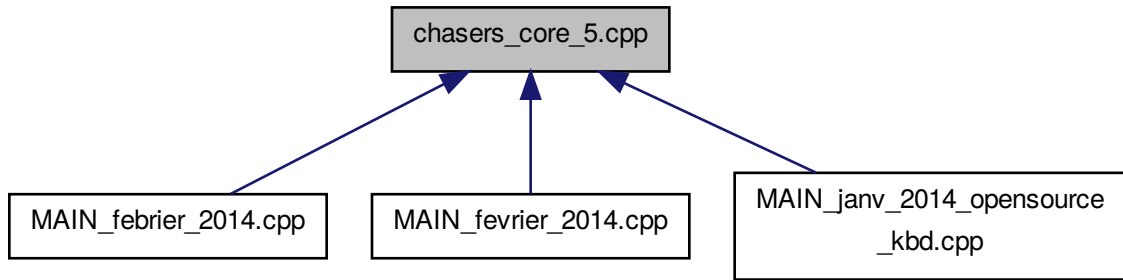 chasers_core_5.cpp
MAIN_febrier_2014.cpp
MAIN_fevrier_2014.cpp
MAIN_janv_2014_opensource
_kbd.cpp